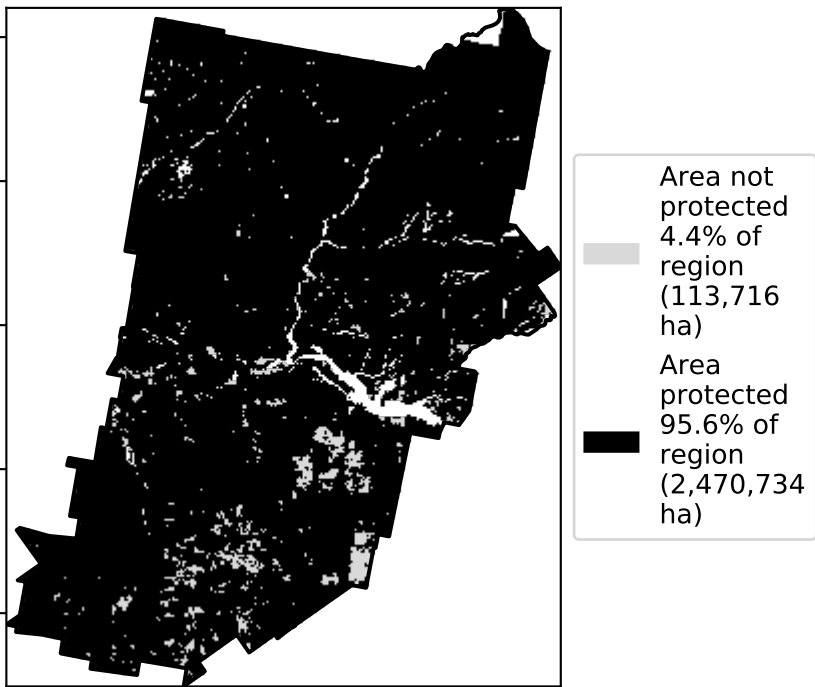 Area not
protected
4.4% of
region
(113,716
ha)
Area
protected
95.6% of
region
(2,470,734
ha)